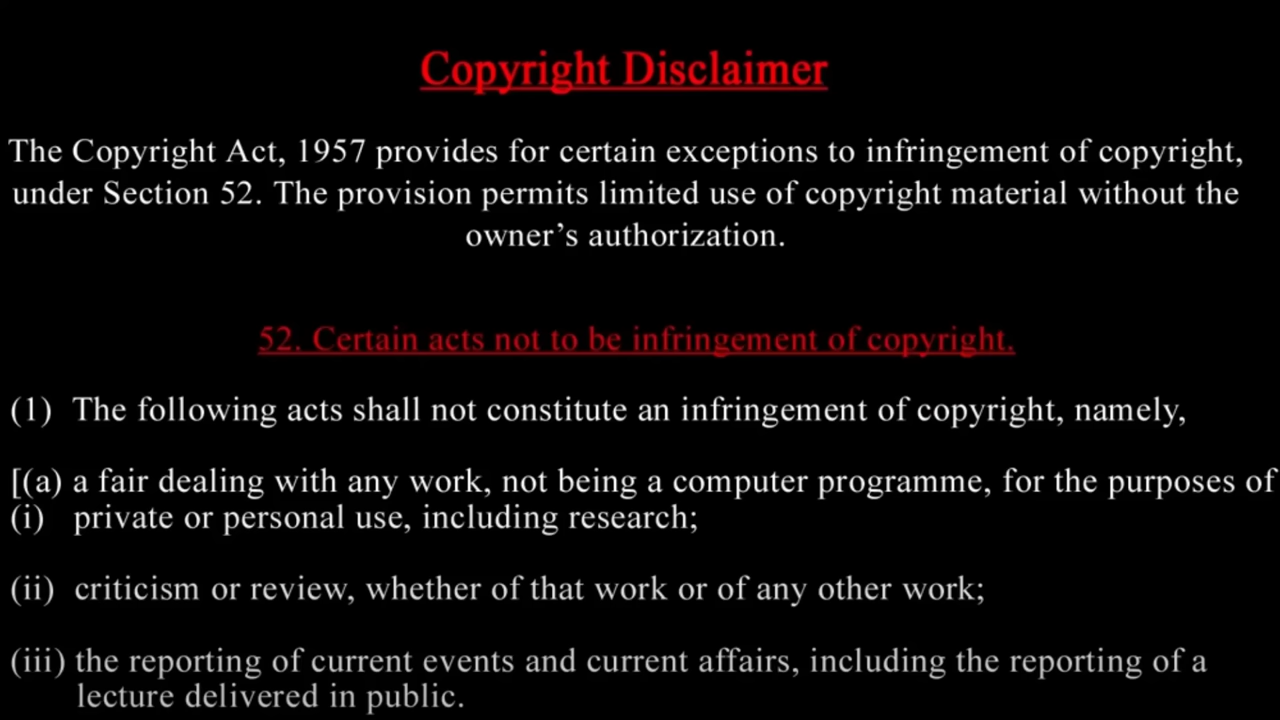 Copyright Disclaimer
The Copyright Act, 1957 provides for certain exceptions to infringement of copyright,
under Section 52. The provision permits limited use of copyright material without the
owner’s authorization.
52. Certain acts not to be infringement of copyright.
(1) The following acts shall not constitute an infringement of copyright, namely,
[(a) a fair dealing with any work, not being a computer programme, for the purposes of
(i) private or personal use, including research;
(ii) criticism or review, whether of that work or of any other work;
(iii) the reporting of current events and current affairs, including the reporting of a
lecture delivered in public.